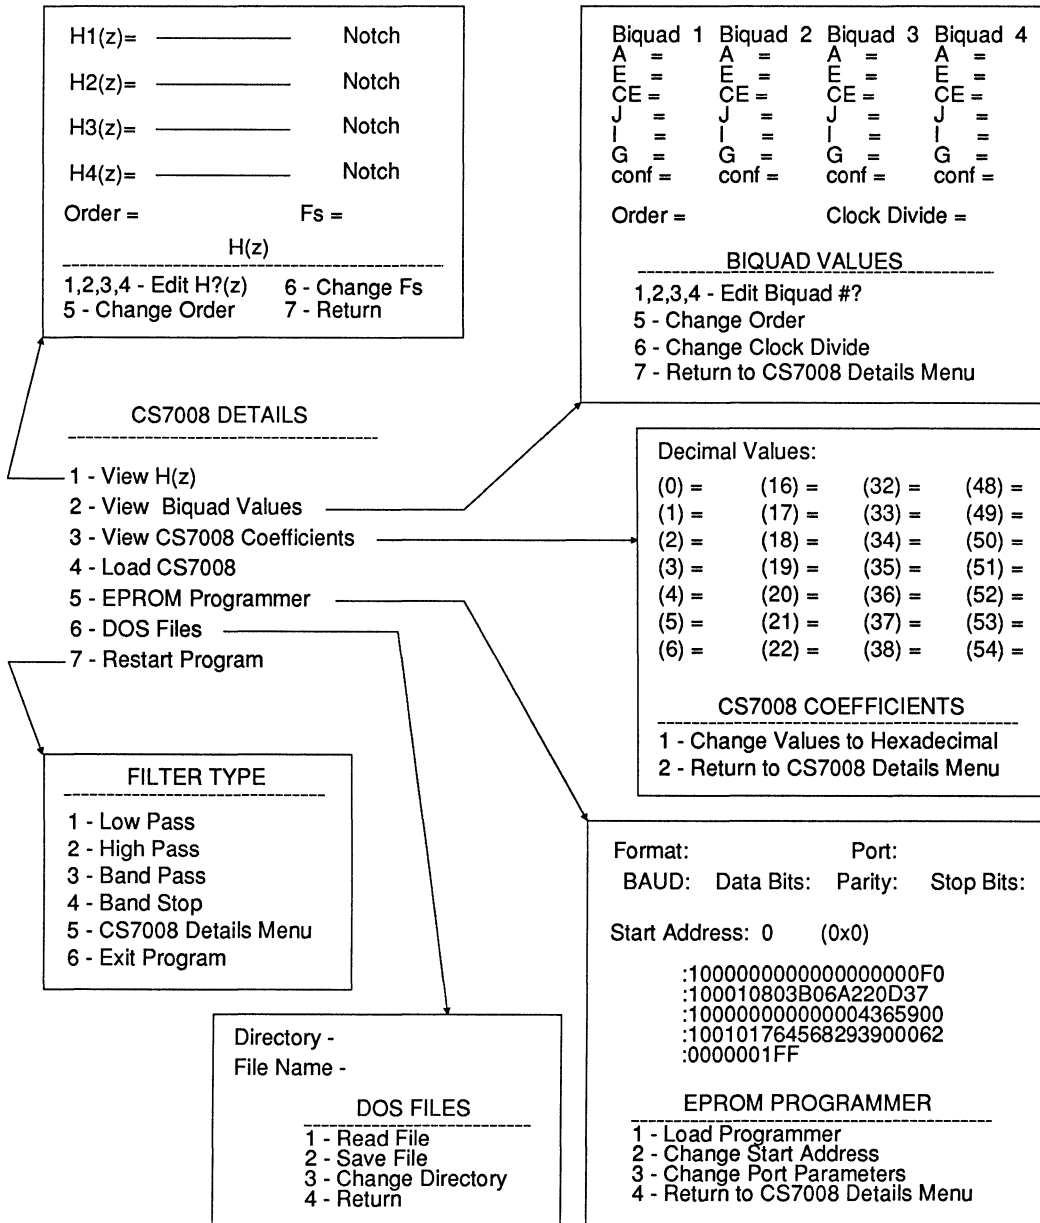 H1(z)= Notch
H2(z)= Notch
H3(z)= Notch
H4(z)= Notch
Order = Fs =
H(z)
1,2,3,4 - Edit H?(z) 6 - Change Fs
5 - Change Order 7 - Return
Biquad 1 Biquad 2 Biquad 3 Biquad 4
A = A = A = A =
E = E = E = E =
CE = CE = CE = CE =
J = J = J = J =
I = I = I = I =
G = G = G = G =
conf = conf = conf = conf =
Order = Clock Divide =
BIQUAD VALUES
1,2,3,4 - Edit Biquad #?
5 - Change Order
6 - Change Clock Divide
7 - Return to CS7008 Details Menu
CS7008 DETAILS
1 - View H(z)
2 - View Biquad Values
3 - View CS7008 Coefficients
4 - Load CS7008
5 - EPROM Programmer
6 - DOS Files
7 - Restart Program
Decimal Values:
(0) = (16) = (32) = (48) =
(1) = (17) = (33) = (49) =
(2) = (18) = (34) = (50) =
(3) = (19) = (35) = (51) =
(4) = (20) = (36) = (52) =
(5) = (21) = (37) = (53) =
(6) = (22) = (38) = (54) =
CS7008 COEFFICIENTS
1 - Change Values to Hexadecimal
2 - Return to CS7008 Details Menu
FILTER TYPE
1 - Low Pass
2 - High Pass
3 - Band Pass
4 - Band Stop
5 - CS7008 Details Menu
6 - Exit Program
Format: Port:
BAUD: Data Bits: Parity: Stop Bits:
Start Address: 0 (0x0)
:1000000000000000000F0
:100010803B06A220D37
:100000000000004365900
:100101764568293900062
:0000001FF
EPROM PROGRAMMER
1 - Load Programmer
2 - Change Start Address
3 - Change Port Parameters
4 - Return to CS7008 Details Menu
Directory -
File Name -
DOS FILES
1 - Read File
2 - Save File
3 - Change Directory
4 - Return